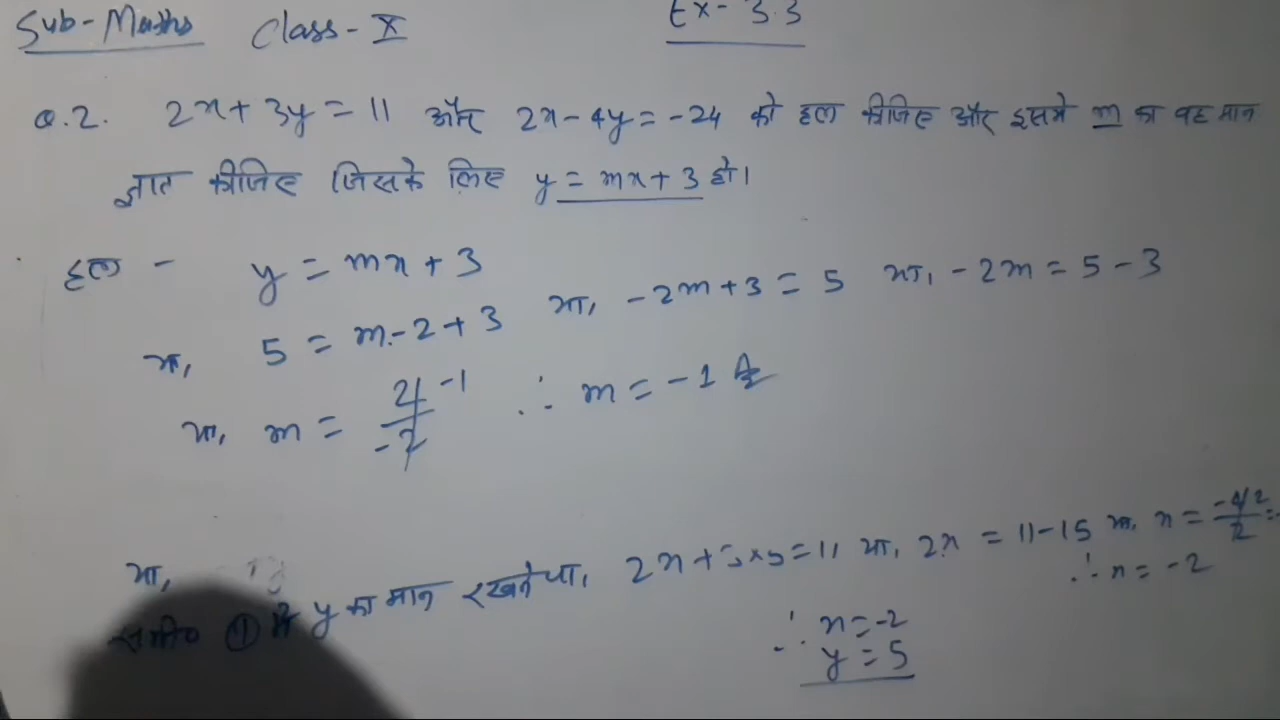 Sub-Maths Class-X Ex-3.3
Q.2. 2x+3y=11 और 2x-4y=-24 को हल कीजिए और इससे m का वह मान
ज्ञात कीजिए जिसके लिए y=mx+3 हो।
हल - y=mx+3
या, 5=m.-2+3 या, -2m+3=5 या, -2m=5-3
या, m= 2/-2 -1 ∴ m=-1
या,
समी० ① में y का मान रखने पर, 2x+3×5=11 या, 2x=11-15 या, x=-4/2
∴ x=-2
∴ x=-2
y=5